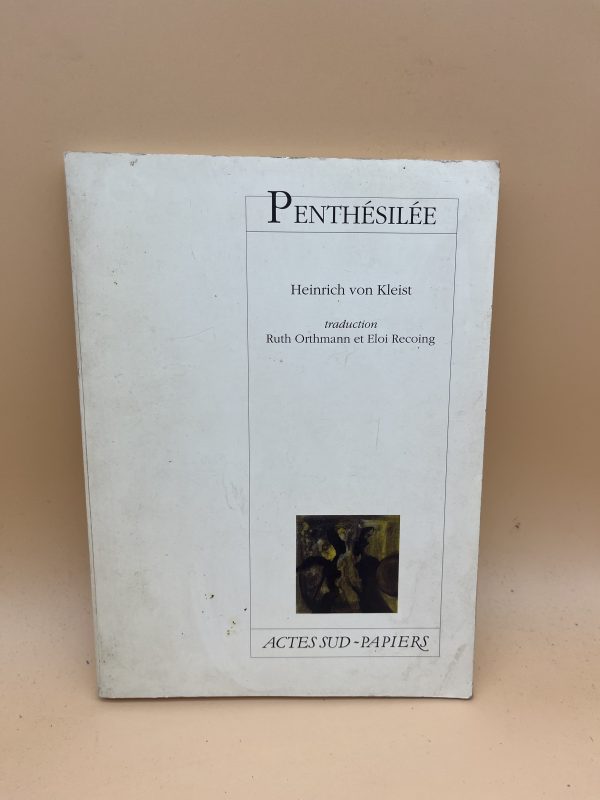 PENTHÉSILÉE
Heinrich von Kleist
traduction
Ruth Orthmann et Eloi Recoing
ACTES SUD-PAPIERS